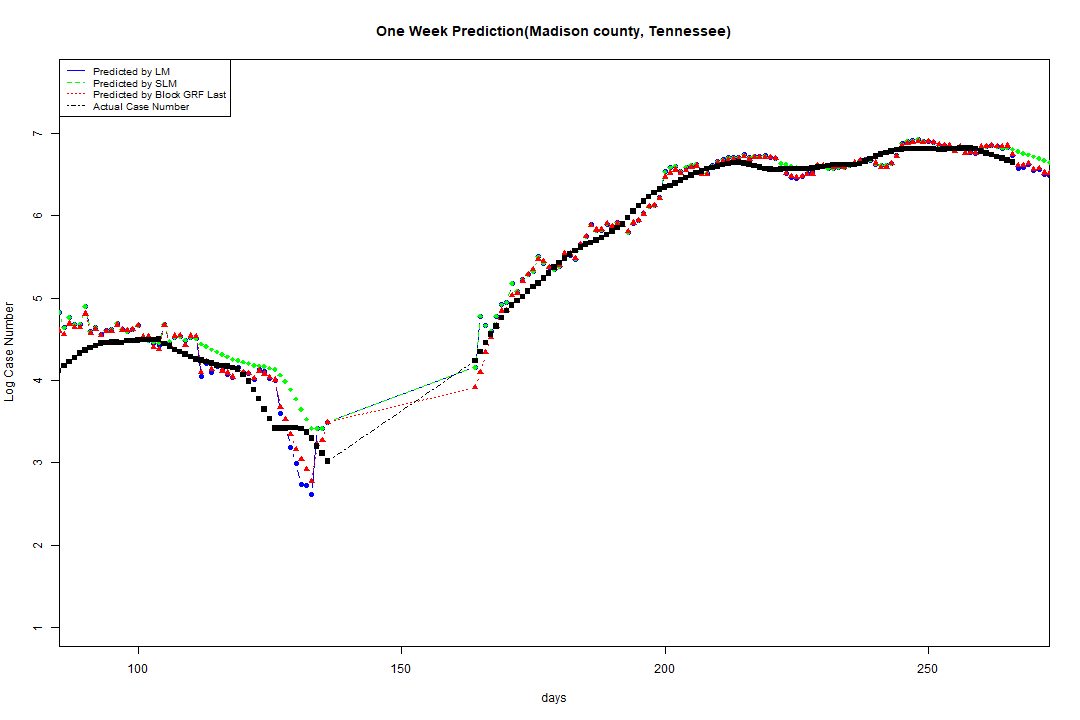 One Week Prediction(Madison county, Tennessee)
Predicted by LM
Predicted by SLM
Predicted by Block GRF Last
Actual Case Number
7
6
5
4
3
2
1
Log Case Number
100 150 200 250
days